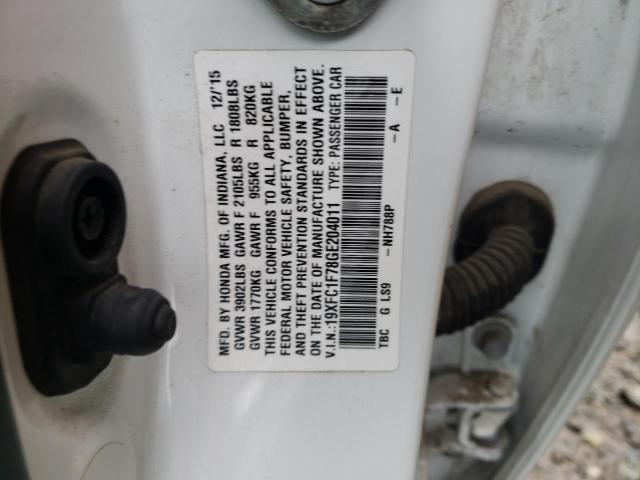 MFD. BY HONDA MFG. OF INDIANA, LLC 12/'15
GVWR 3902LBS GAWR F 2105LBS R 1808LBS
GVWR 1770KG GAWR F 955KG R 820KG
THIS VEHICLE CONFORMS TO ALL APPLICABLE
FEDERAL MOTOR VEHICLE SAFETY, BUMPER,
AND THEFT PREVENTION STANDARDS IN EFFECT
ON THE DATE OF MANUFACTURE SHOWN ABOVE.
V.I.N.:19XFC1F78GE204011 TYPE: PASSENGER CAR
TBC G LS9 -NH788P -A -E